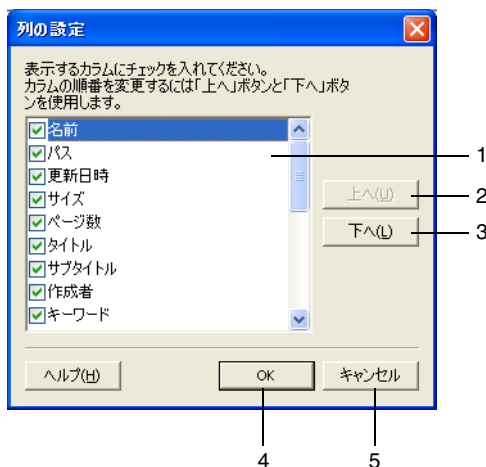 列の設定
表示するカラムにチェックを入れてください。
カラムの順番を変更するには「上へ」ボタンと「下へ」ボタ
ンを使用します。
名前
パス
更新日時
サイズ
ページ数
タイトル
サブタイトル
作成者
キーワード
1
上へ(U)
2
下へ(L)
3
ヘルプ(H)
OK
キャンセル
4
5